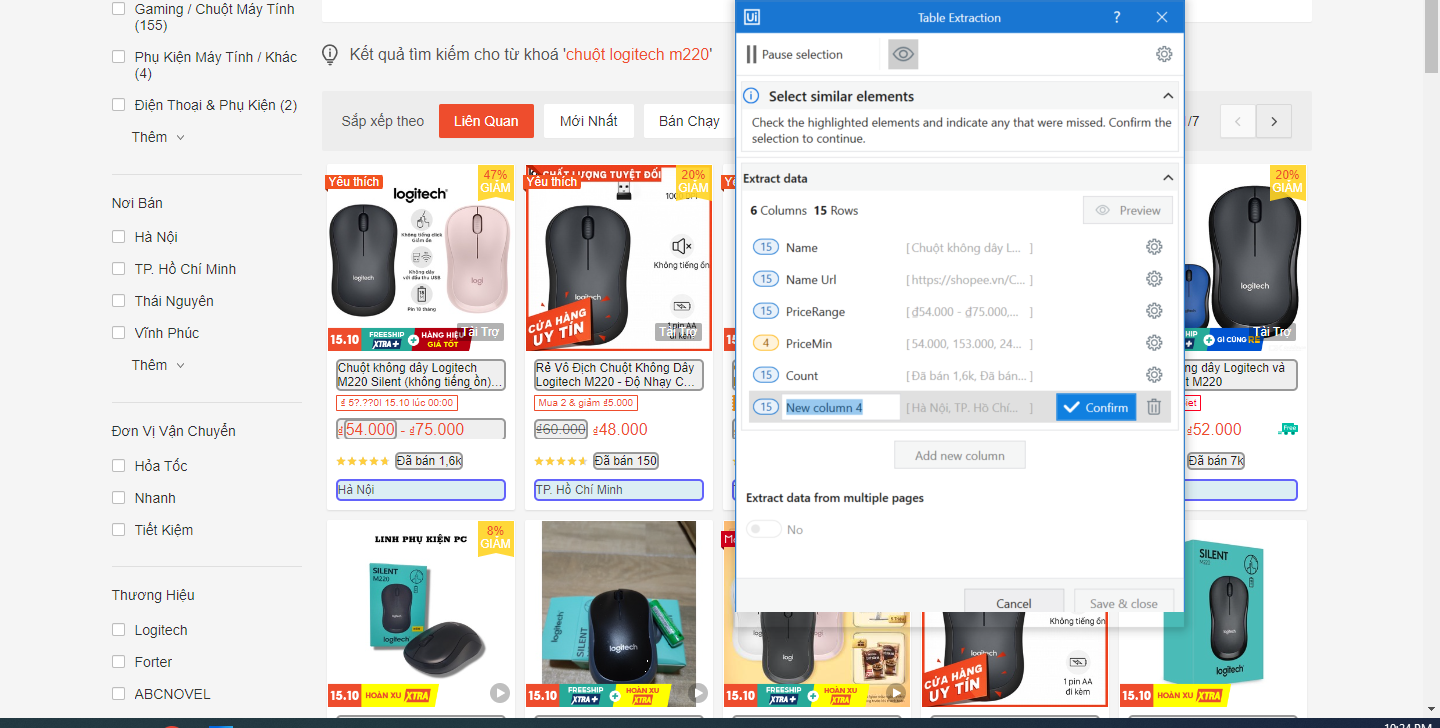 Gaming / Chuột Máy Tính
(155)
Phụ Kiện Máy Tính / Khác
(4)
Điện Thoại & Phụ Kiện (2)
Thêm
Nơi Bán
Hà Nội
TP. Hồ Chí Minh
Thái Nguyên
Vĩnh Phúc
Thêm
Đơn Vị Vận Chuyển
Hỏa Tốc
Nhanh
Tiết Kiệm
Thương Hiệu
Logitech
Forter
ABCNOVEL
Kết quả tìm kiếm cho từ khoá 'chuột logitech m220'
Sắp xếp theo
Liên Quan
Mới Nhất
Bán Chạy
/7
Yêu thích
47%
GIẢM
logitech
Không tiếng click
Giảm ồn
Không dây
với đầu thu USB
Pin 10 tháng
logitech
logi
15.10
FREESHIP
XTRA+
HÀNG HIỆU
GIÁ TỐT
Tài Trợ
Chuột không dây Logitech
M220 Silent (không tiếng ồn)...
₫ 5?.??0I 15.10 lúc 00:00
₫54.000 - ₫75.000
Đã bán 1,6k
Hà Nội
CHẤT LƯỢNG TUYỆT ĐỐI
Yêu thích
20%
GIẢM
Không tiếng ồn
logitech
1 pin AA
đi kèm
CỬA HÀNG
UY TÍN
Tài Trợ
Rẻ Vô Địch Chuột Không Dây
Logitech M220 - Độ Nhạy C...
Mua 2 & giảm ₫5.000
₫60.000 ₫48.000
Đã bán 150
TP. Hồ Chí Minh
20%
GIẢM
logitech
Tài Trợ
XTRA+
GÌ CŨNG RẺ
₫52.000
Free
Đã bán 7k
8%
GIẢM
LINH PHỤ KIỆN PC
SILENT
M220
logitech
15.10
HOÀN XU XTRA
SILENT
logitech
15.10
FREESHIP
XTRA+
HOÀN XU
XTRA
logi
15.10
FREESHIP
XTRA+
HOÀN XU
XTRA
Không tiếng ồn
logitech
1 pin AA
đi kèm
CỬA HÀNG
UY TÍN
SILENT
M220
logitech
15.10
HOÀN XU XTRA
Ui
Table Extraction
?
Pause selection
Select similar elements
Check the highlighted elements and indicate any that were missed. Confirm the
selection to continue.
Extract data
6 Columns 15 Rows
Preview
15 Name [ Chuột không dây L... ]
15 Name Url [ https://shopee.vn/C... ]
15 PriceRange [ ₫54.000 - ₫75.000,... ]
4 PriceMin [ 54.000, 153.000, 24... ]
15 Count [ Đã bán 1,6k, Đã bán... ]
15 New column 4 [ Hà Nội, TP. Hồ Chí... ] Confirm
Add new column
Extract data from multiple pages
No
Cancel
Save & close